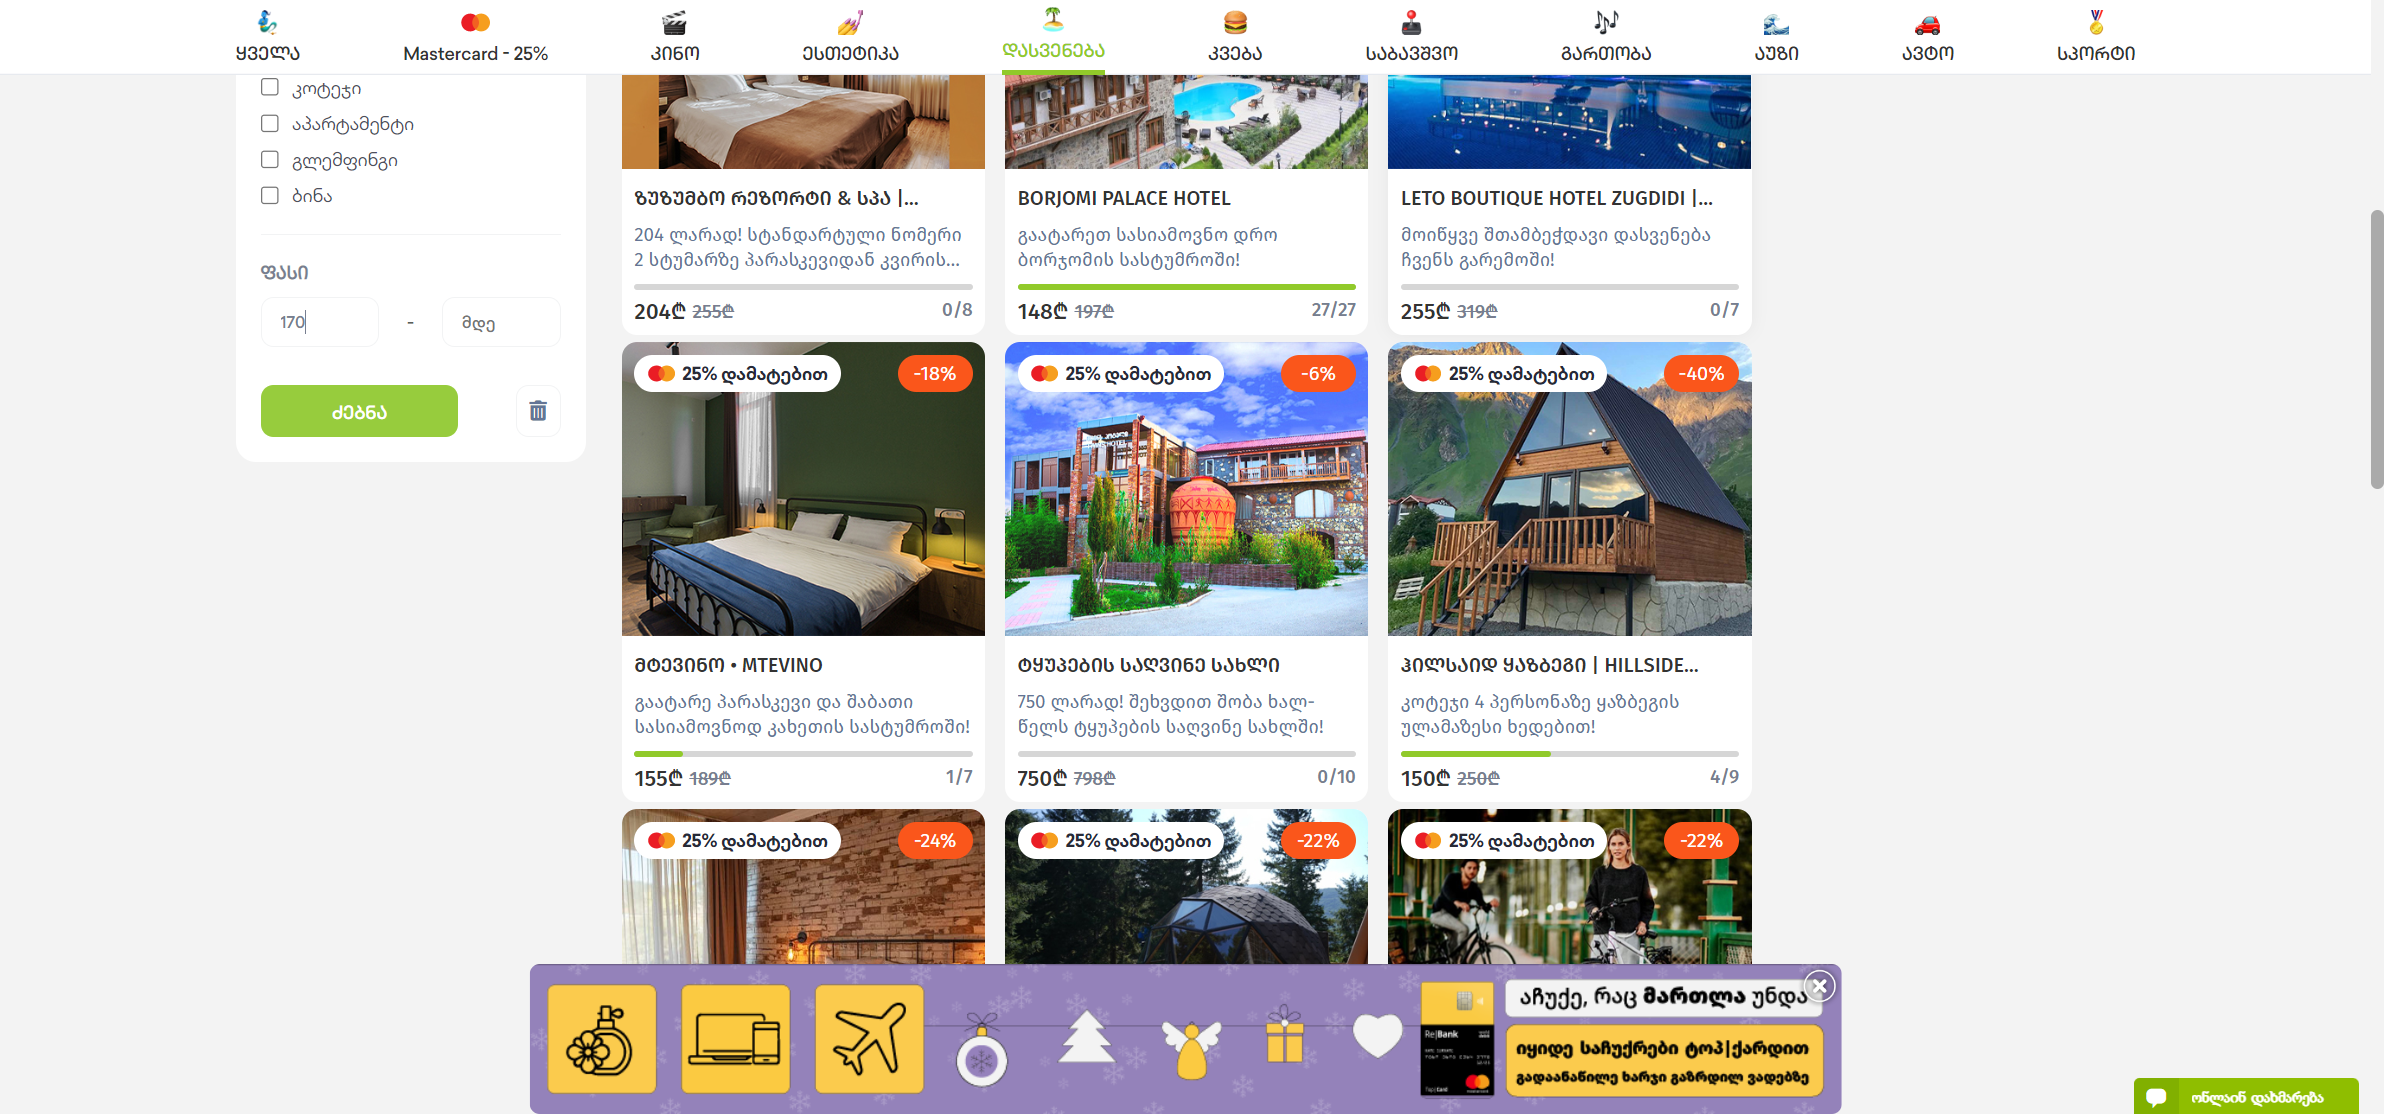 ყველა
Mastercard - 25%
კინო
ესთეტიკა
დასვენება
კვება
საბავშვო
გართობა
აუზი
ავტო
სპორტი
კოტეჯი
აპარტამენტი
გლემფინგი
ბინა
ფასი
170 - მდე
ძებნა
ზუზუმბო რეზორტი & სპა |...
204 ლარად! სტანდარტული ნომერი
2 სტუმარზე პარასკევიდან კვირის...
204₾ 255₾ 0/8
BORJOMI PALACE HOTEL
გაატარეთ სასიამოვნო დრო
ბორჯომის სასტუმროში!
148₾ 197₾ 27/27
LETO BOUTIQUE HOTEL ZUGDIDI |...
მოიწყვე შთამბეჭდავი დასვენება
ჩვენს გარემოში!
255₾ 319₾ 0/7
25% დამატებით -18%
მტევინო • MTEVINO
გაატარე პარასკევი და შაბათი
სასიამოვნოდ კახეთის სასტუმროში!
155₾ 189₾ 1/7
25% დამატებით -6%
ტყუპების საღვინე სახლი
750 ლარად! შეხვდით შობა ხალ-
წელს ტყუპების საღვინე სახლში!
750₾ 798₾ 0/10
25% დამატებით -40%
ჰილსაიდ ყაზბეგი | HILLSIDE...
კოტეჯი 4 პერსონაზე ყაზბეგის
ულამაზესი ხედებით!
150₾ 250₾ 4/9
25% დამატებით -24%
25% დამატებით -22%
25% დამატებით -22%
Re|Bank
აჩუქე, რაც მართლა უნდა
იყიდე საჩუქრები ტოპ|ქარდით
გადაანაწილე ხარჯი გაზრდილ ვადებზე
ონლაინ დახმარება